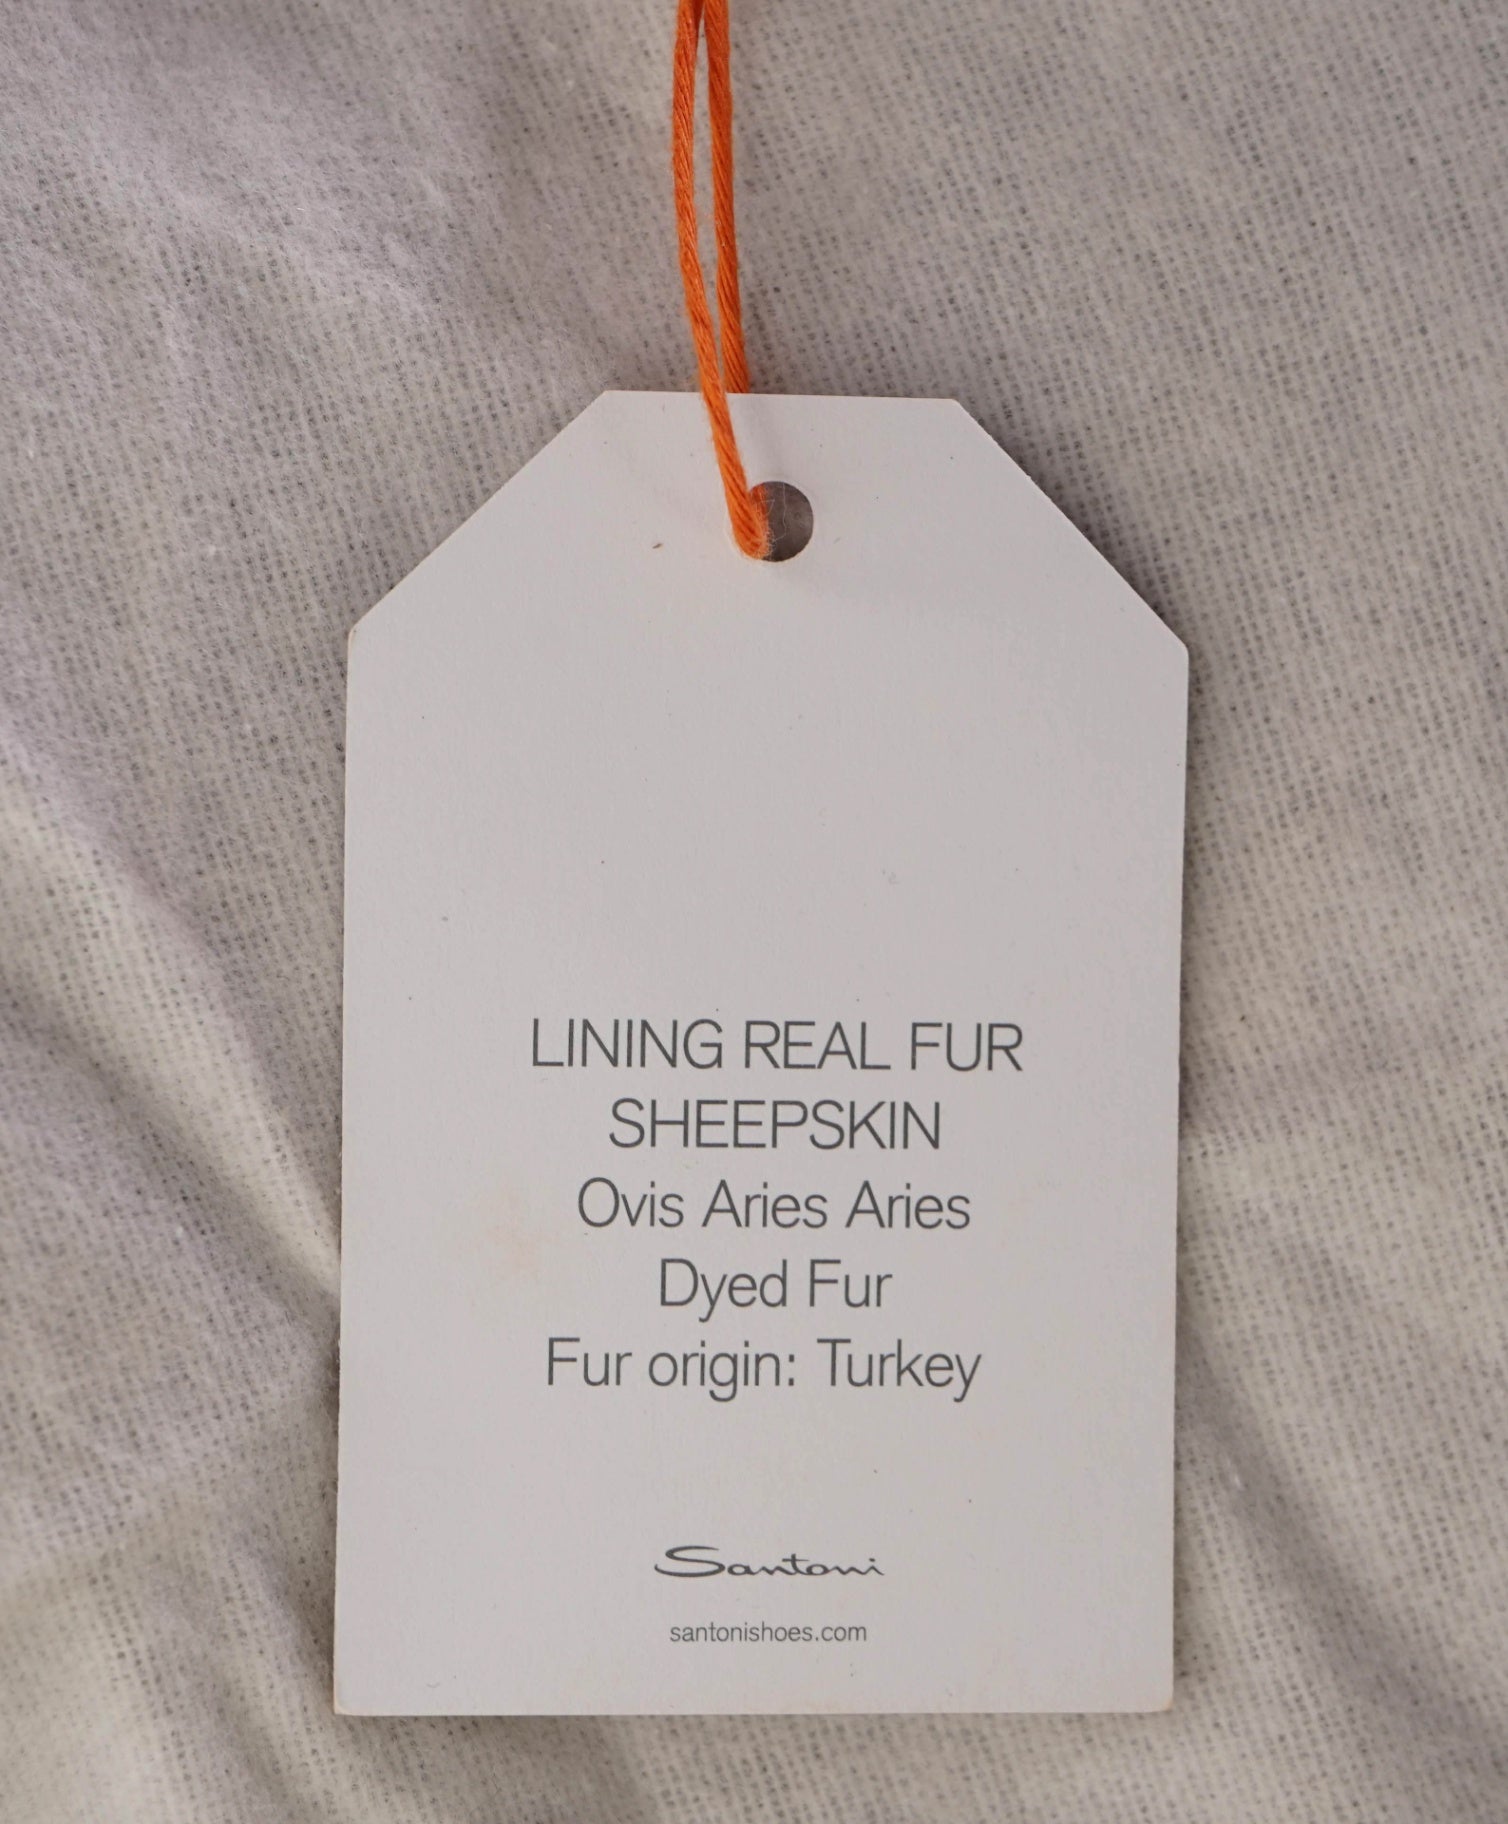 LINING REAL FUR
SHEEPSKIN
Ovis Aries Aries
Dyed Fur
Fur origin: Turkey
Santoni
santonishoes.com